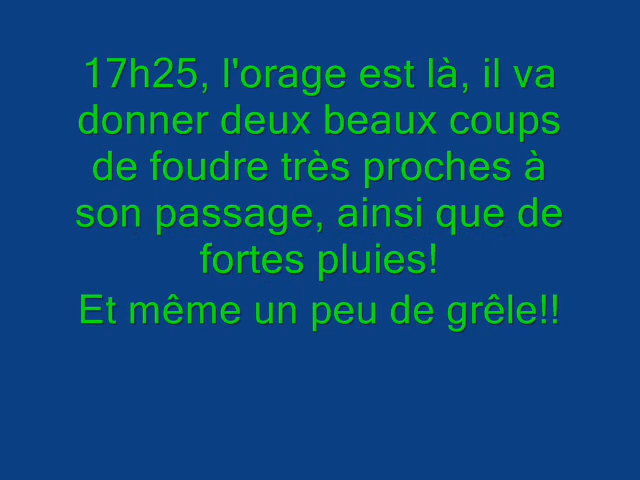 17h25, l'orage est là, il va
donner deux beaux coups
de foudre très proches à
son passage, ainsi que de
fortes pluies!
Et même un peu de grêle!!